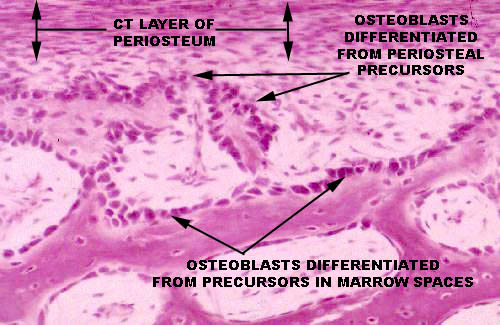 CT LAYER OF
PERIOSTEUM
OSTEOBLASTS
DIFFERENTIATED
FROM PERIOSTEAL
PRECURSORS
OSTEOBLASTS DIFFERENTIATED
FROM PRECURSORS IN MARROW SPACES